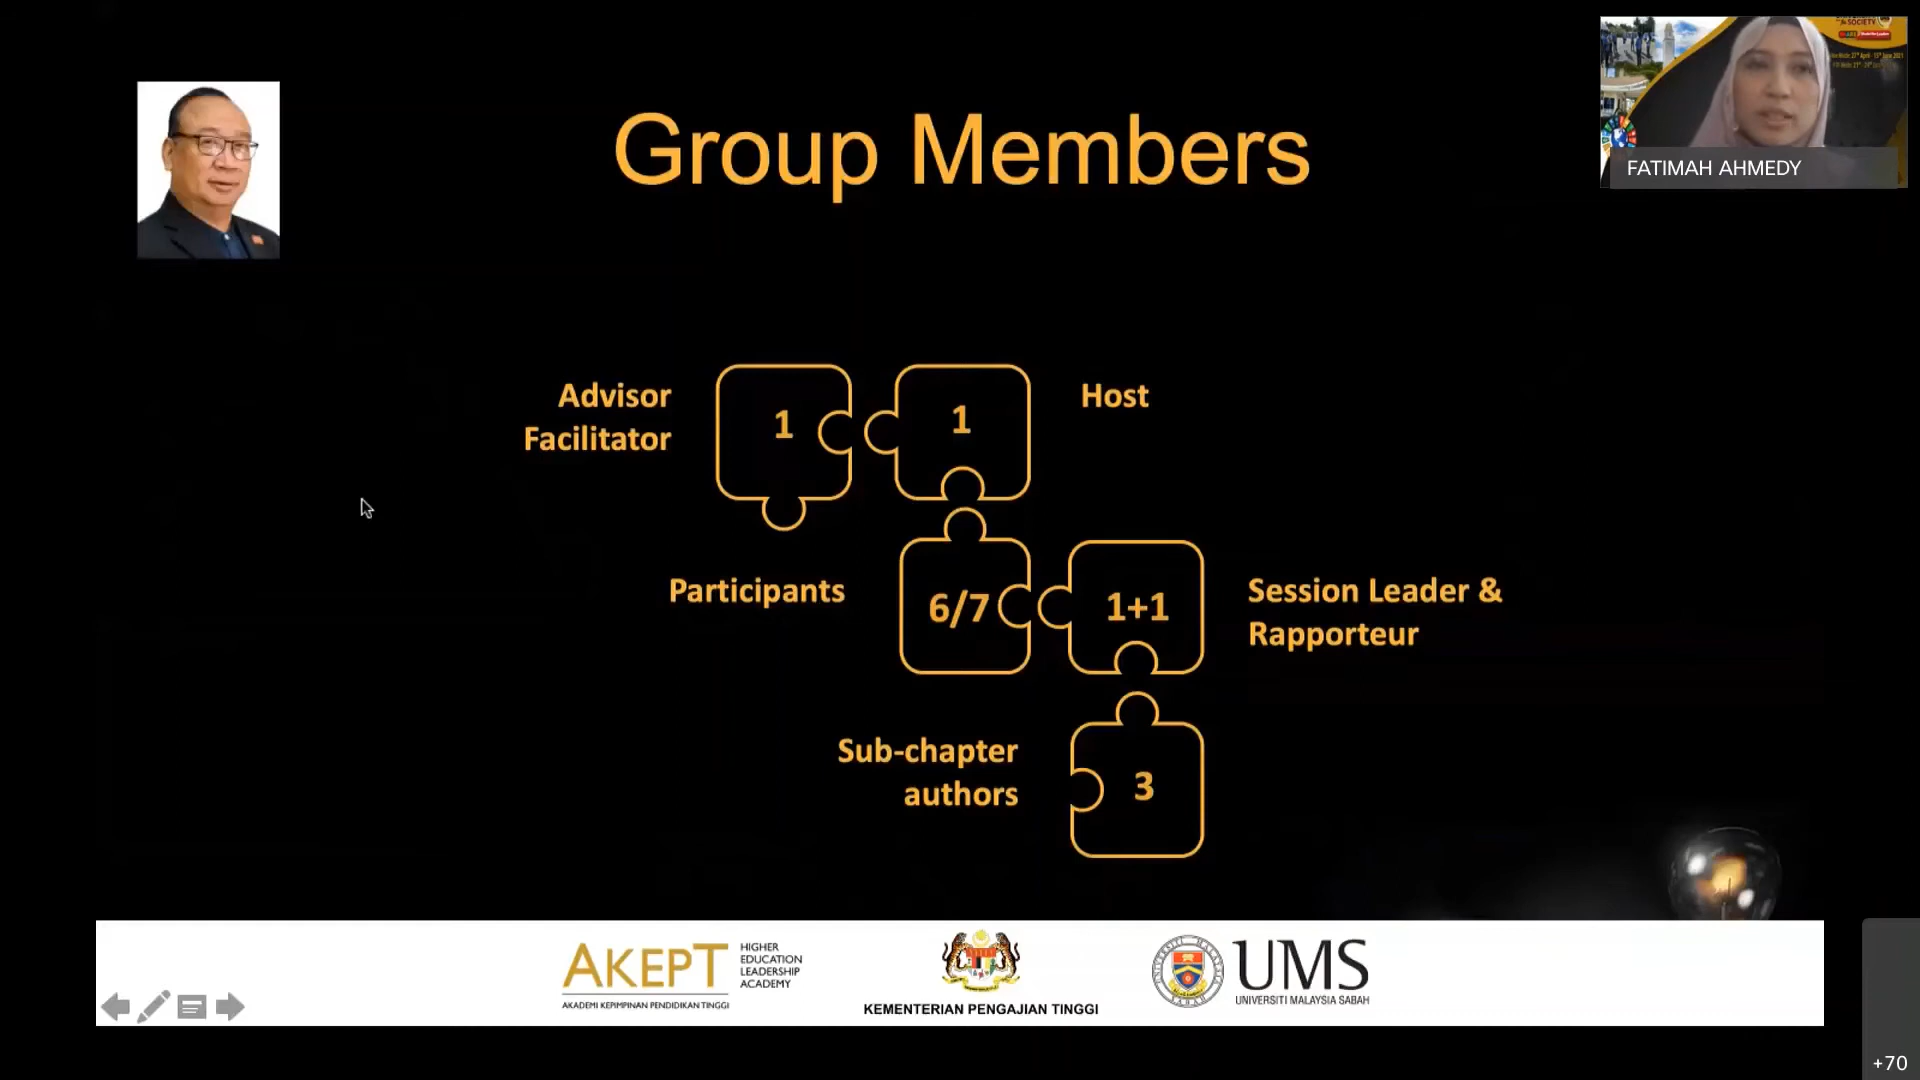 Group Members
for SOCIETY
FATIMAH AHMEDY
Advisor
Facilitator
1
1
Host
Participants
6/7
1+1
Session Leader &
Rapporteur
Sub-chapter
authors
3
AKEPT
HIGHER
EDUCATION
LEADERSHIP
ACADEMY
AKADEMI KEPIMPINAN PENDIDIKAN TINGGI
KEMENTERIAN PENGAJIAN TINGGI
UMS
UNIVERSITI MALAYSIA SABAH
+70